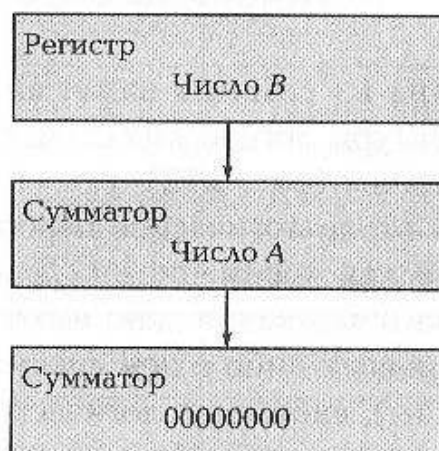 Регистр
Число B
Сумматор
Число A
Сумматор
00000000